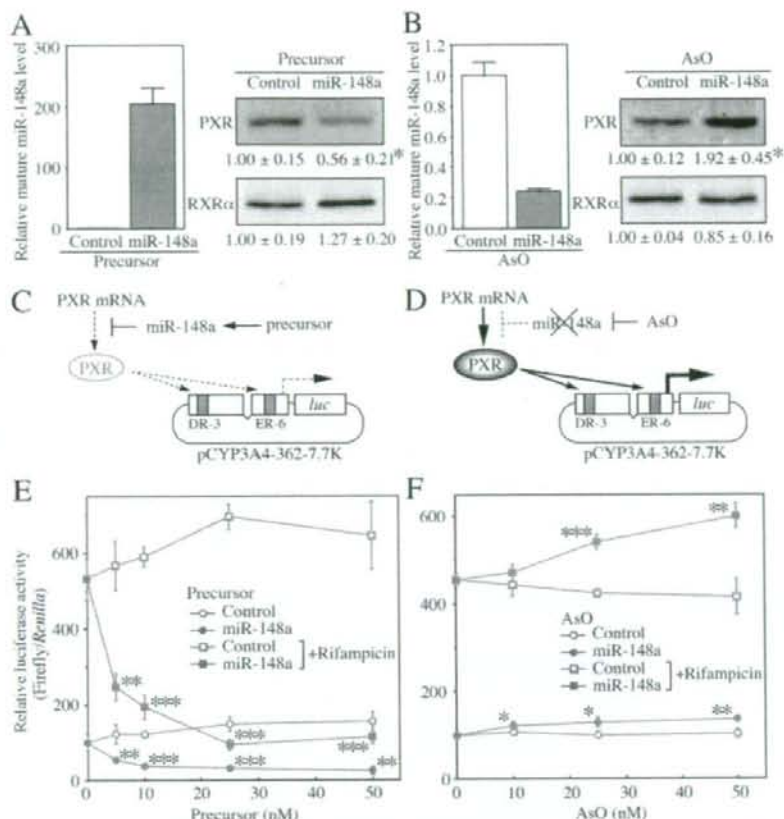 A
B
Relative mature miR-148a level
300
200
100
0
Control miR-148a
Precursor
Precursor
Control miR-148a
PXR
1.00 ± 0.15 0.56 ± 0.21*
RXRα
1.00 ± 0.19 1.27 ± 0.20
Relative mature miR-148a level
1.2
1.0
0.8
0.6
0.4
0.2
0.0
Control miR-148a
AsO
AsO
Control miR-148a
PXR
1.00 ± 0.12 1.92 ± 0.45*
RXRα
1.00 ± 0.04 0.85 ± 0.16
C
PXR mRNA
miR-148a precursor
PXR
DR-3 ER-6 luc
pCYP3A4-362-7.7K
D
PXR mRNA
miR-148a AsO
PXR
DR-3 ER-6 luc
pCYP3A4-362-7.7K
E
Relative luciferase activity
(Firefly/Renilla)
600
400
200
0
Precursor
Control
miR-148a
Control
miR-148a
+Rifampicin
** *** *** ***
** *** *** **
0 10 20 30 40 50
Precursor (nM)
F
600
400
200
0
*** **
AsO
Control
miR-148a
Control
miR-148a
+Rifampicin
* * **
0 10 20 30 40 50
AsO (nM)